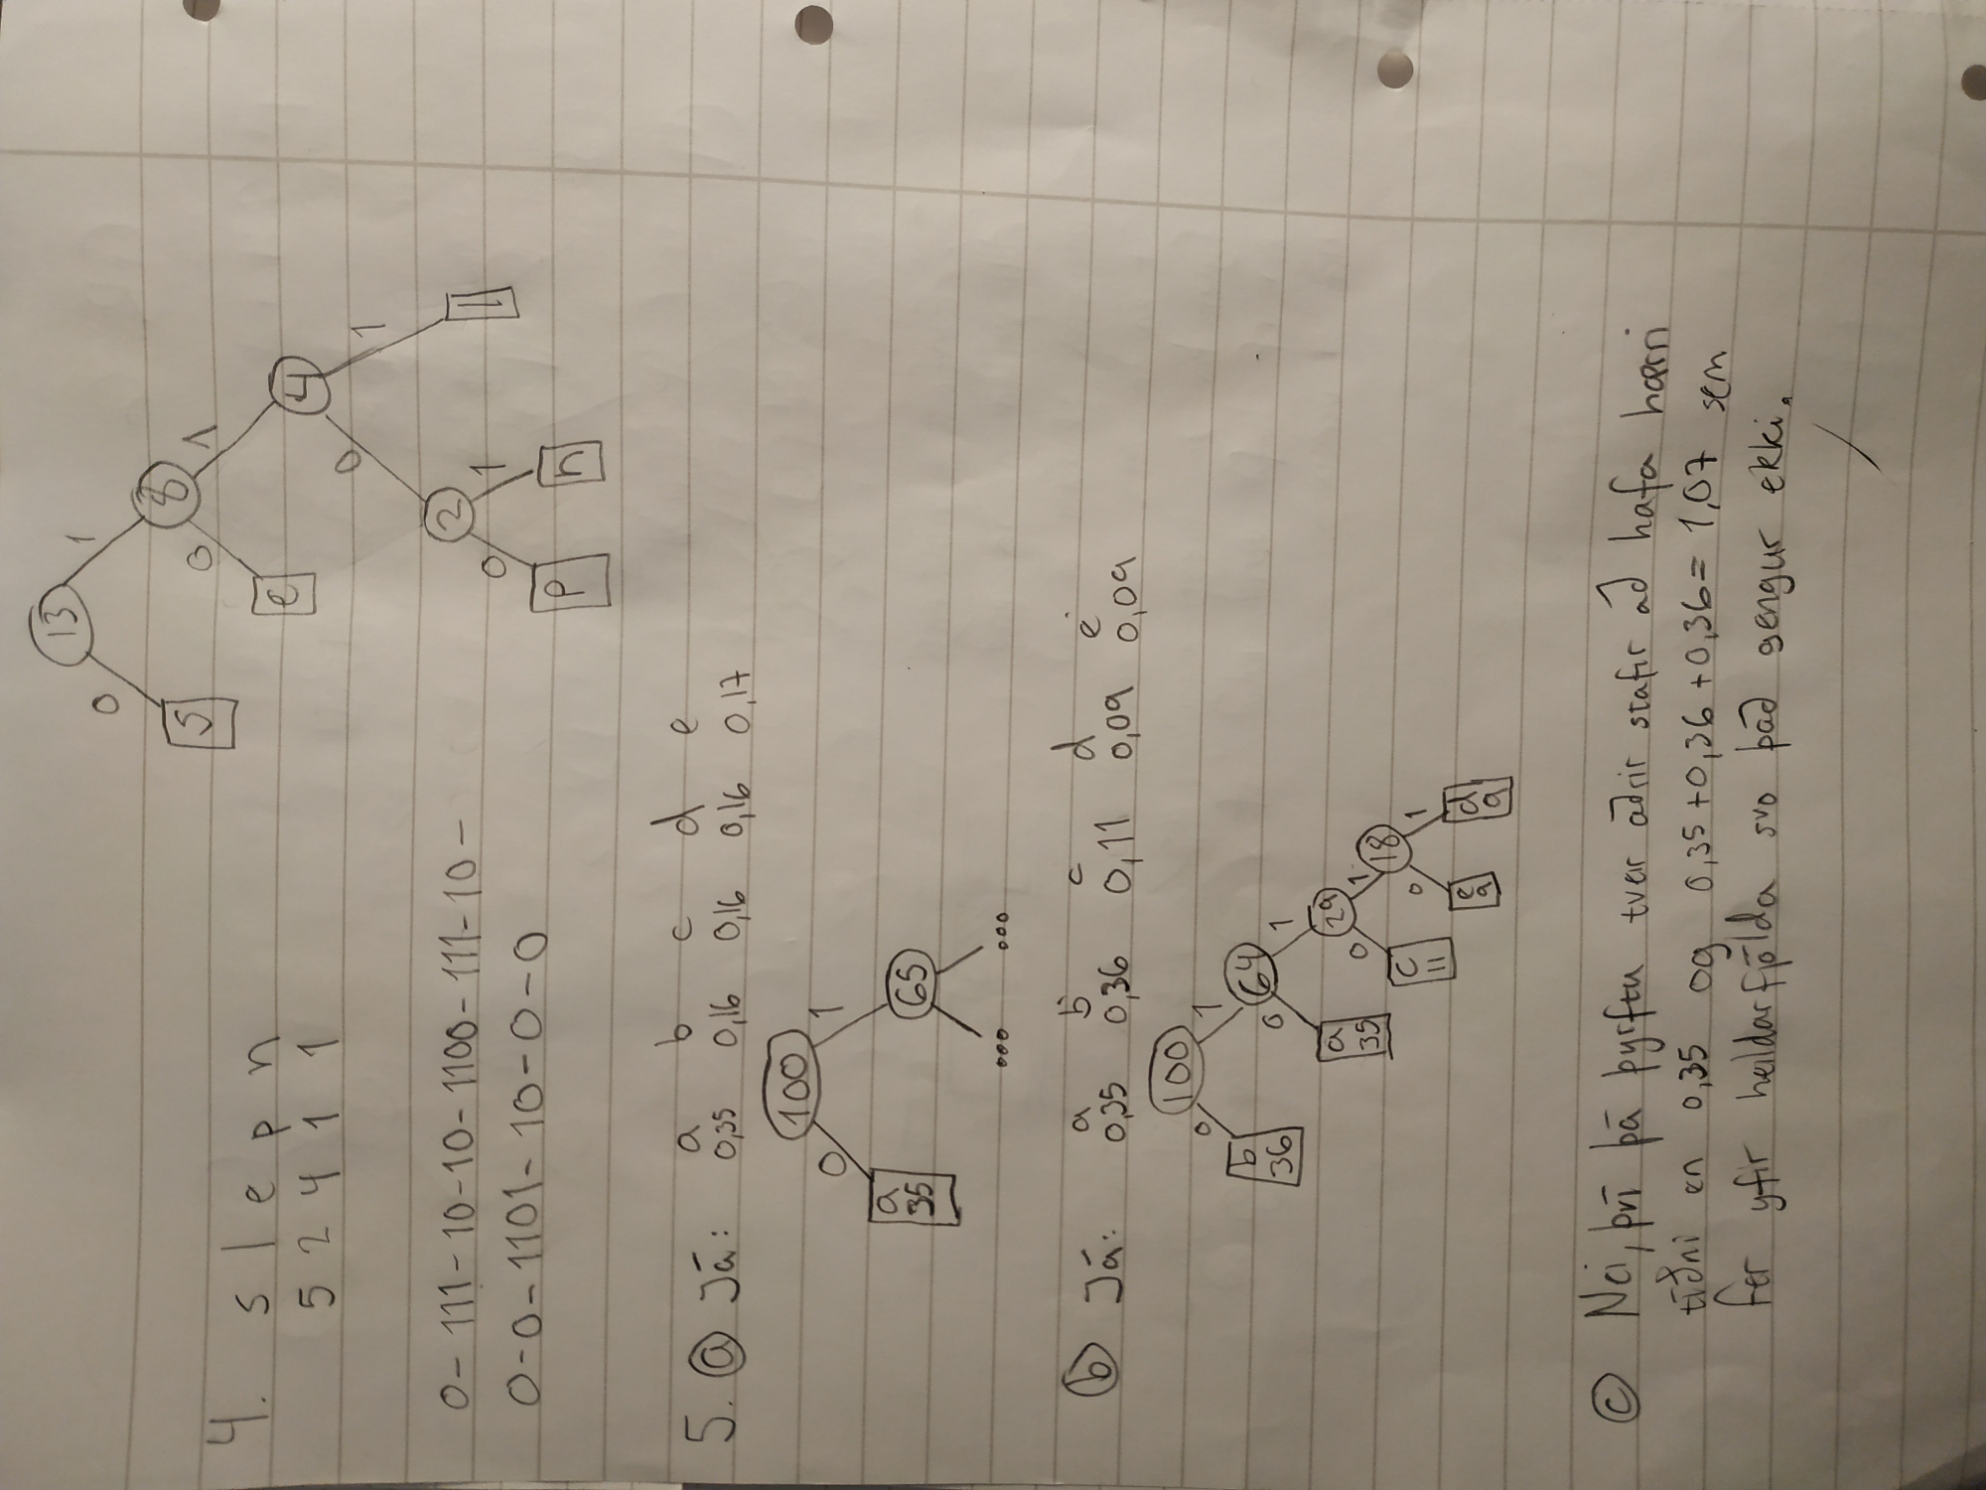 13
0 1
S 8
0 1
4. s l e p n
e 4
5 2 4 1 1
0 1
0- 111- 10-10- 1100- 111- 10 -
2 l
0 1
0-0-1101- 10-0-0
p n
5. ⓐ Já: a b c d e
0,35 0,16 0,16 0,16 0,17
100
0 1
a
35
65
... ...
ⓑ Já: a b c d e
0,35 0,36 0,11 0,09 0,09
100
0 1
b
36
64
0 1
a
35
29
0 1
18
c
11
0 1
e
9
d
9
ⓒ Nei, því þá þyrftu tveir aðrir stafir að hafa hærri
tíðni en 0,35 og 0,35+0,36+0,36= 1,07 sem
fer yfir heildarfjölda svo það gengur ekki.